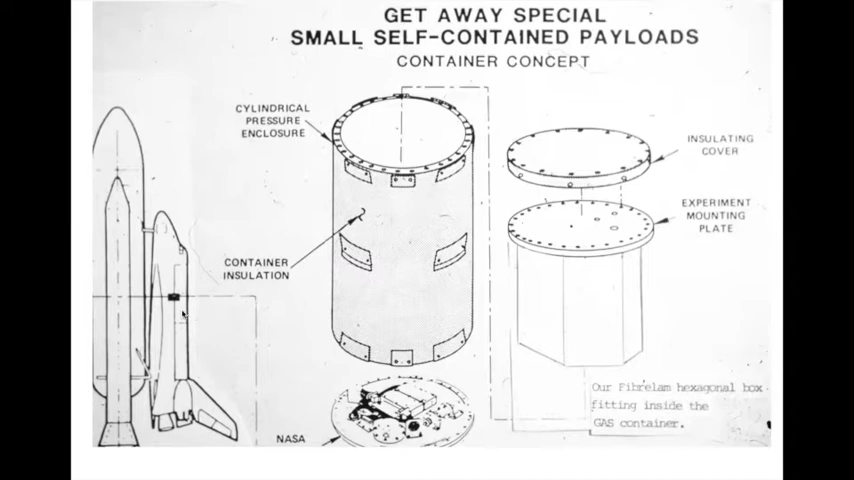 GET AWAY SPECIAL
SMALL SELF-CONTAINED PAYLOADS
CONTAINER CONCEPT
CYLINDRICAL
PRESSURE
ENCLOSURE
INSULATING
COVER
EXPERIMENT
MOUNTING
PLATE
CONTAINER
INSULATION
Our Fibrelam hexagonal box
fitting inside the
GAS container.
NASA